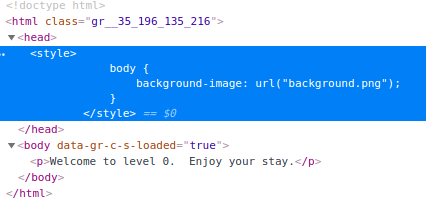 <!doctype html>
<html class="gr__35_196_135_216">
▼<head>
<style>
body {
background-image: url("background.png");
}
</style> == $0
</head>
▼<body data-gr-c-s-loaded="true">
<p>Welcome to level 0.  Enjoy your stay.</p>
</body>
</html>